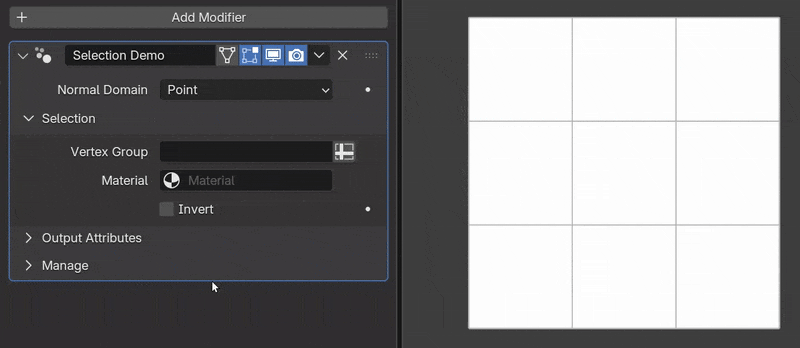 Add Modifier
Selection Demo
Normal Domain Point
Selection
Vertex Group
Material Material
Invert
Output Attributes
Manage